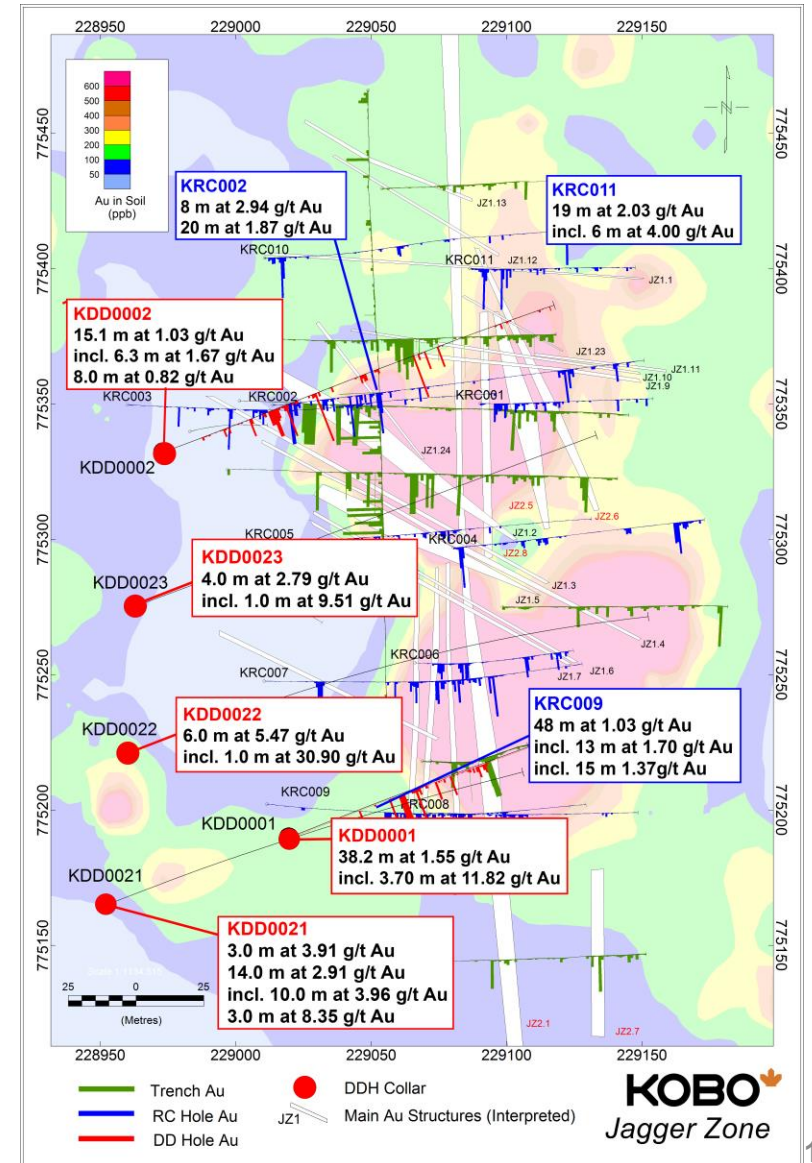 228950 229000 229050 229100 229150
775450
775400
775350
775300
775250
775200
775150
775450
775400
775350
775300
775250
775200
775150
600
500
400
300
200
100
50
Au in Soil
(ppb)
N
KRC002
8 m at 2.94 g/t Au
20 m at 1.87 g/t Au
KRC011
19 m at 2.03 g/t Au
incl. 6 m at 4.00 g/t Au
JZ1.13
KRC010
KRC011
JZ1.12
JZ1.1
KDD0002
15.1 m at 1.03 g/t Au
incl. 6.3 m at 1.67 g/t Au
8.0 m at 0.82 g/t Au
JZ1.23
JZ1.11
JZ1.10
JZ1.9
KRC003
KRC002
KRC001
KDD0002
JZ1.24
JZ2.5
JZ2.6
KRC005
JZ1.2
KRC004
JZ2.8
KDD0023
4.0 m at 2.79 g/t Au
incl. 1.0 m at 9.51 g/t Au
KDD0023
JZ1.3
JZ1.5
JZ1.4
KRC006
KRC007
JZ1.6
JZ1.7
KDD0022
6.0 m at 5.47 g/t Au
incl. 1.0 m at 30.90 g/t Au
KDD0022
KRC009
48 m at 1.03 g/t Au
incl. 13 m at 1.70 g/t Au
incl. 15 m 1.37g/t Au
KRC009
KRC008
KDD0001
KDD0001
38.2 m at 1.55 g/t Au
incl. 3.70 m at 11.82 g/t Au
KDD0021
KDD0021
3.0 m at 3.91 g/t Au
14.0 m at 2.91 g/t Au
incl. 10.0 m at 3.96 g/t Au
3.0 m at 8.35 g/t Au
25 0 25
(Metres)
JZ2.1
JZ2.7
228950 229000 229050 229100 229150
Trench Au
RC Hole Au
DD Hole Au
DDH Collar
JZ1 Main Au Structures (Interpreted)
KOBO
Jagger Zone
1